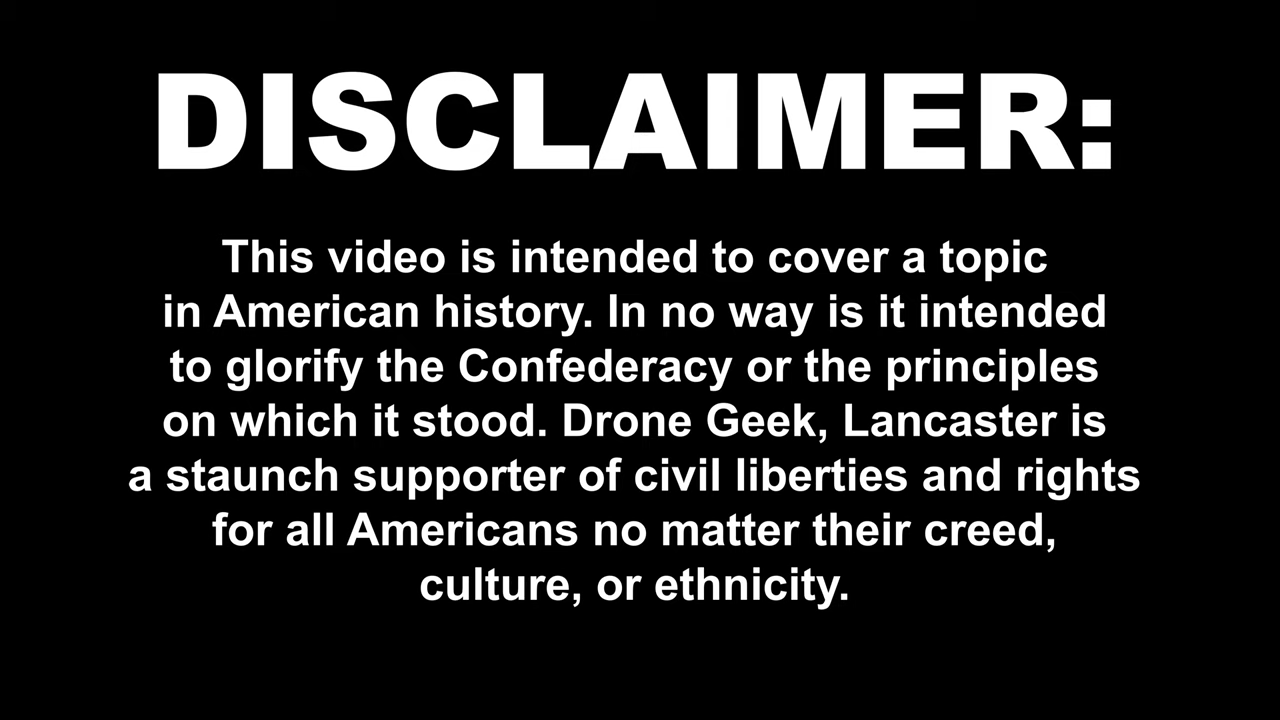 DISCLAIMER:
This video is intended to cover a topic
in American history. In no way is it intended
to glorify the Confederacy or the principles
on which it stood. Drone Geek, Lancaster is
a staunch supporter of civil liberties and rights
for all Americans no matter their creed,
culture, or ethnicity.